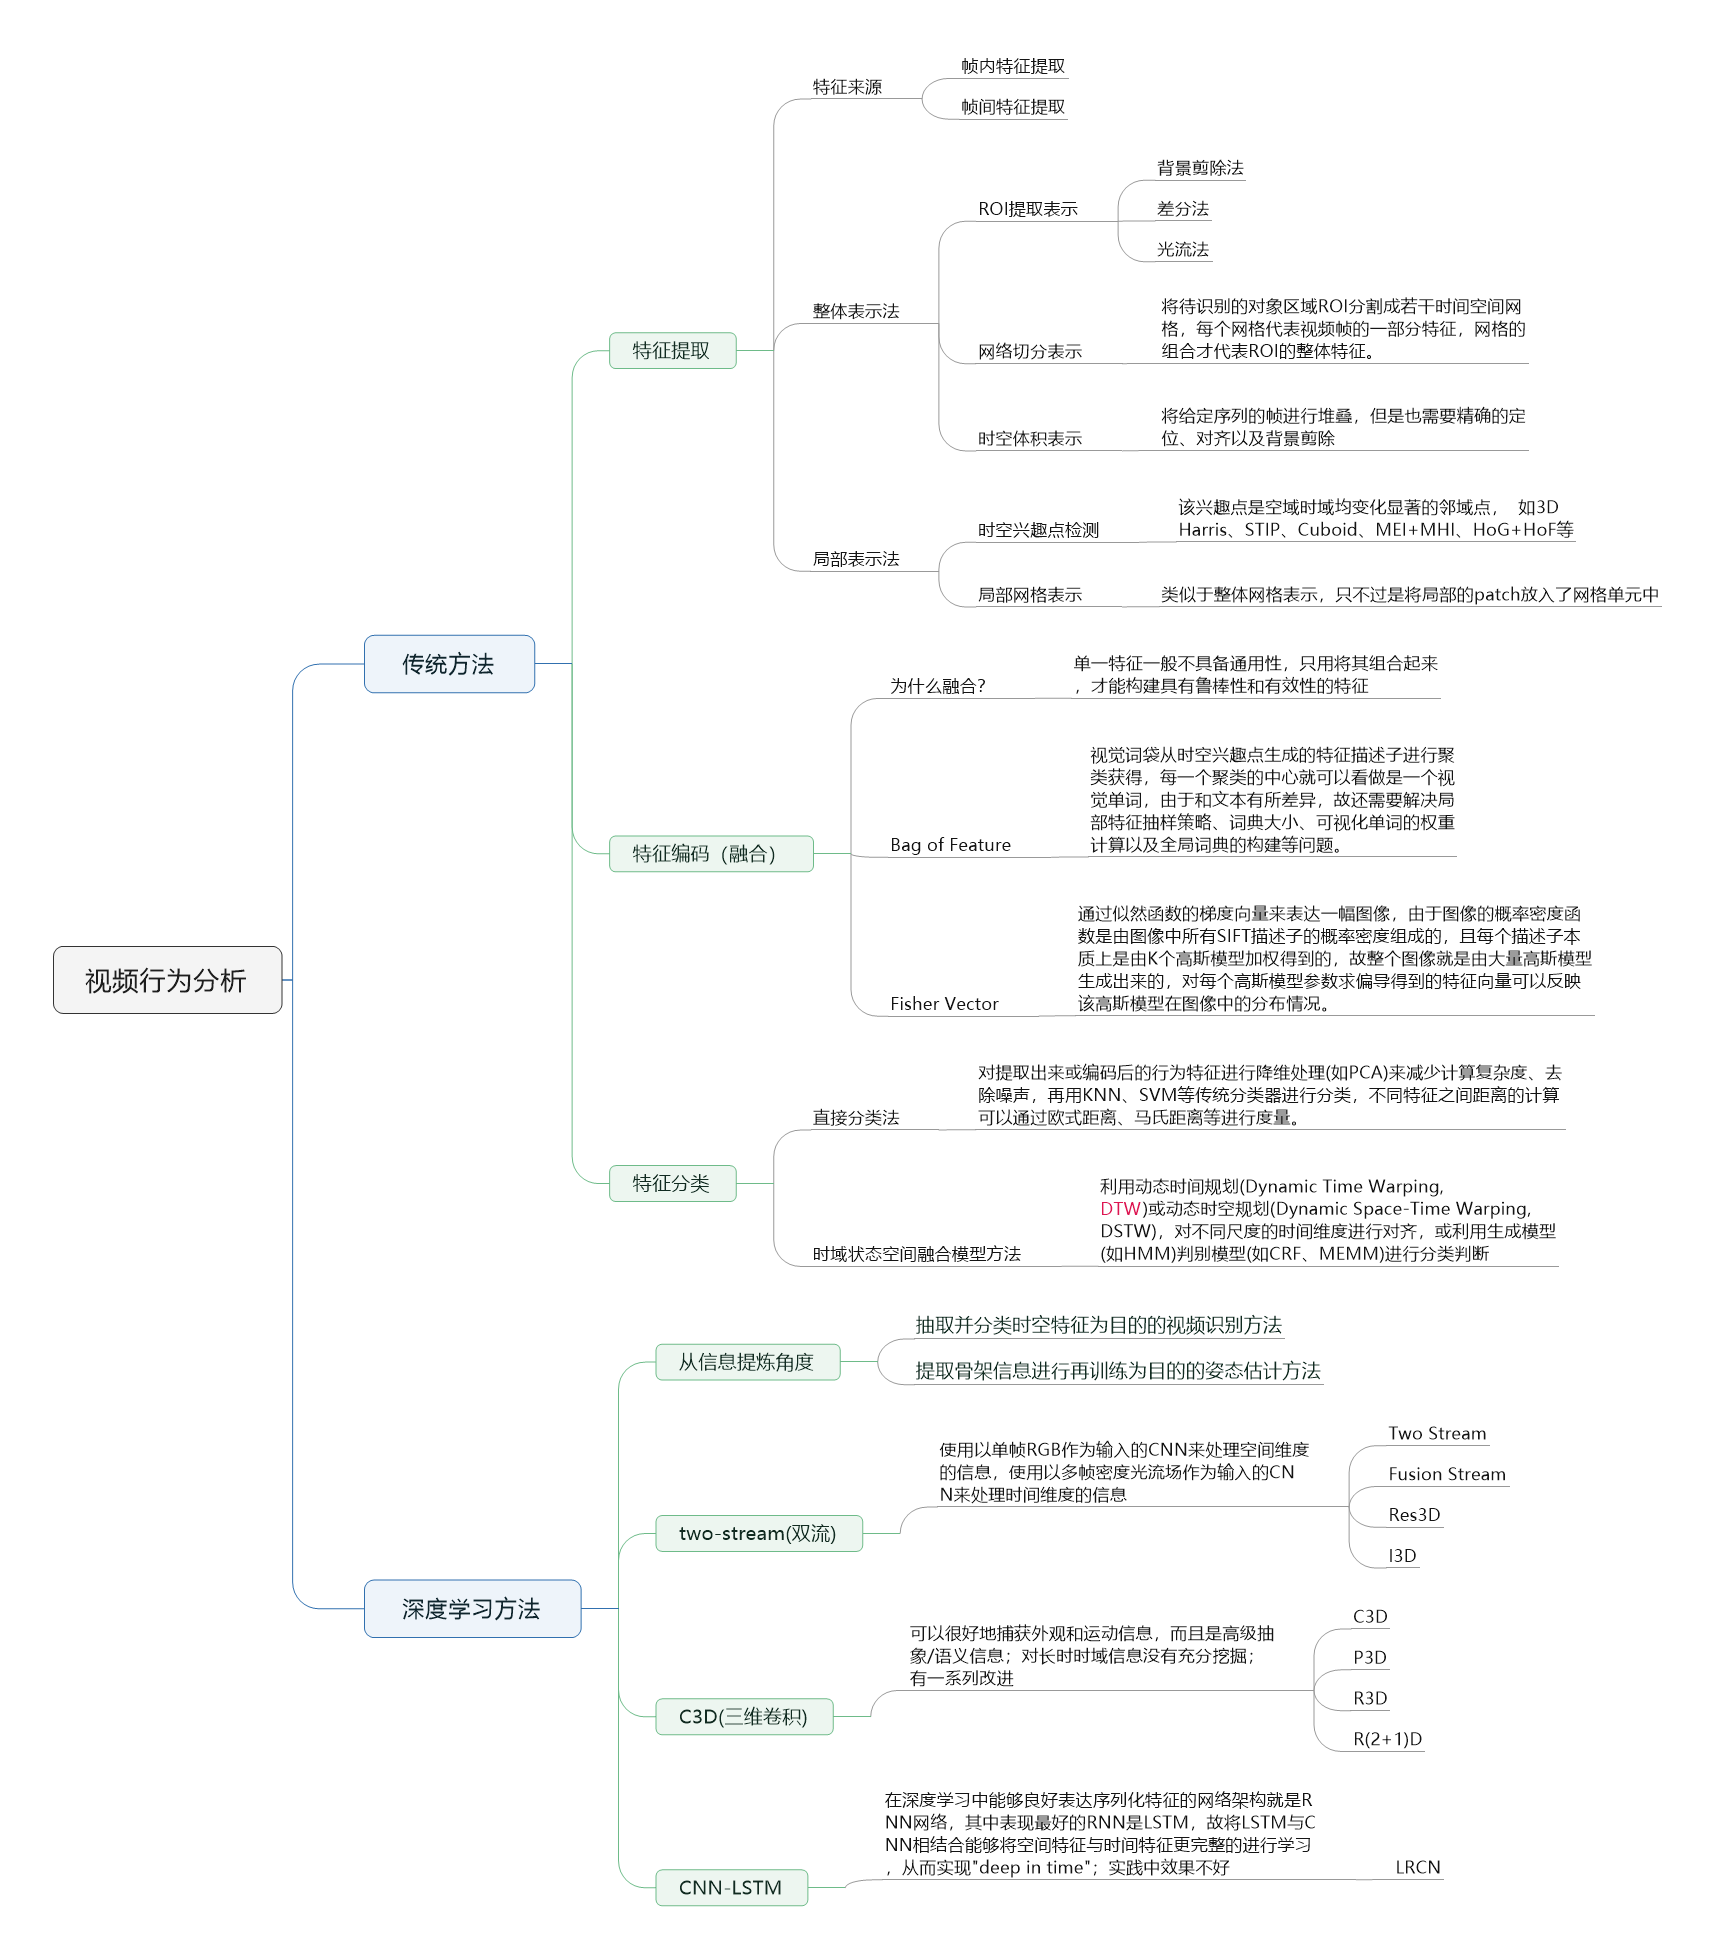 视频行为分析
传统方法
特征提取
特征来源
帧内特征提取
帧间特征提取
整体表示法
ROI提取表示
背景剪除法
差分法
光流法
网络切分表示
将待识别的对象区域ROI分割成若干时间空间网
格，每个网格代表视频帧的一部分特征，网格的
组合才代表ROI的整体特征。
时空体积表示
将给定序列的帧进行堆叠，但是也需要精确的定
位、对齐以及背景剪除
局部表示法
时空兴趣点检测
该兴趣点是空域时域均变化显著的邻域点， 如3D
Harris、STIP、Cuboid、MEI+MHI、HoG+HoF等
局部网格表示
类似于整体网格表示，只不过是将局部的patch放入了网格单元中
特征编码（融合）
为什么融合？
单一特征一般不具备通用性，只用将其组合起来
，才能构建具有鲁棒性和有效性的特征
Bag of Feature
视觉词袋从时空兴趣点生成的特征描述子进行聚
类获得，每一个聚类的中心就可以看做是一个视
觉单词，由于和文本有所差异，故还需要解决局
部特征抽样策略、词典大小、可视化单词的权重
计算以及全局词典的构建等问题。
Fisher Vector
通过似然函数的梯度向量来表达一幅图像，由于图像的概率密度函
数是由图像中所有SIFT描述子的概率密度组成的，且每个描述子本
质上是由K个高斯模型加权得到的，故整个图像就是由大量高斯模型
生成出来的，对每个高斯模型参数求偏导得到的特征向量可以反映
该高斯模型在图像中的分布情况。
特征分类
直接分类法
对提取出来或编码后的行为特征进行降维处理(如PCA)来减少计算复杂度、去
除噪声，再用KNN、SVM等传统分类器进行分类，不同特征之间距离的计算
可以通过欧式距离、马氏距离等进行度量。
时域状态空间融合模型方法
利用动态时间规划(Dynamic Time Warping,
DTW)或动态时空规划(Dynamic Space-Time Warping,
DSTW)，对不同尺度的时间维度进行对齐，或利用生成模型
(如HMM)判别模型(如CRF、MEMM)进行分类判断
深度学习方法
从信息提炼角度
抽取并分类时空特征为目的的视频识别方法
提取骨架信息进行再训练为目的的姿态估计方法
two-stream(双流)
使用以单帧RGB作为输入的CNN来处理空间维度
的信息，使用以多帧密度光流场作为输入的CN
N来处理时间维度的信息
Two Stream
Fusion Stream
Res3D
I3D
C3D(三维卷积)
可以很好地捕获外观和运动信息，而且是高级抽
象/语义信息；对长时时域信息没有充分挖掘；
有一系列改进
C3D
P3D
R3D
R(2+1)D
CNN-LSTM
在深度学习中能够良好表达序列化特征的网络架构就是R
NN网络，其中表现最好的RNN是LSTM，故将LSTM与C
NN相结合能够将空间特征与时间特征更完整的进行学习
，从而实现"deep in time"；实践中效果不好
LRCN